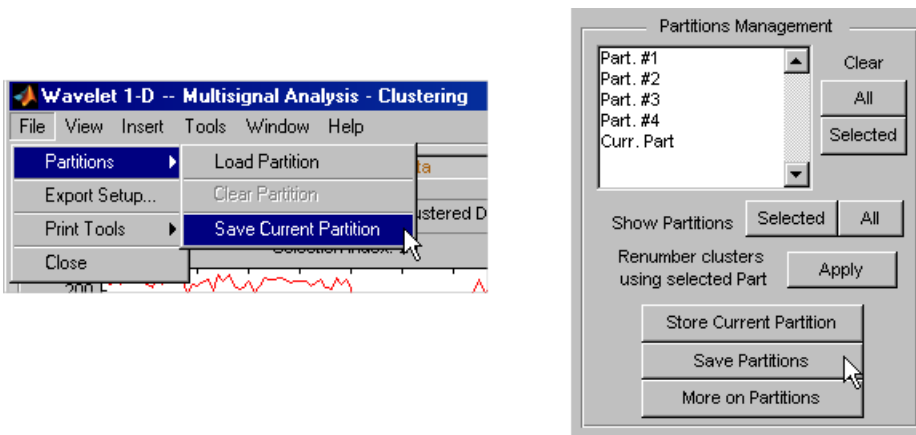 Wavelet 1-D -- Multisignal Analysis - Clustering
File View Insert Tools Window Help
Partitions
Load Partition
Export Setup...
Clear Partition
Print Tools
Save Current Partition
Close
ta
ustered D
200
Partitions Management
Part. #1
Part. #2
Part. #3
Part. #4
Curr. Part
Clear
All
Selected
Show Partitions
Selected
All
Renumber clusters
using selected Part
Apply
Store Current Partition
Save Partitions
More on Partitions